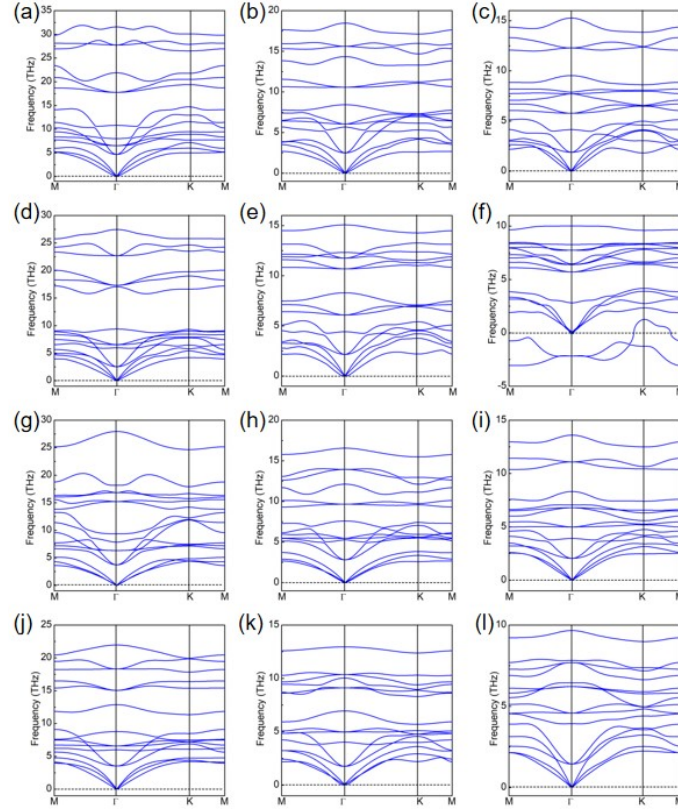 (a) (b) (c)
35 30 25 20 15 10 5 0
Frequency (THz)
M Γ K M
20 15 10 5 0
Frequency (THz)
M Γ K M
15 10 5 0
Frequency (THz)
M Γ K M
(d) (e) (f)
30 25 20 15 10 5 0
Frequency (THz)
M Γ K M
15 10 5 0
Frequency (THz)
M Γ K M
10 5 0 -5
Frequency (THz)
M Γ K M
(g) (h) (i)
30 25 20 15 10 5 0
Frequency (THz)
M Γ K M
20 15 10 5 0
Frequency (THz)
M Γ K M
15 10 5 0
Frequency (THz)
M Γ K M
(j) (k) (l)
25 20 15 10 5 0
Frequency (THz)
M Γ K M
15 10 5 0
Frequency (THz)
M Γ K M
10 5 0
Frequency (THz)
M Γ K M